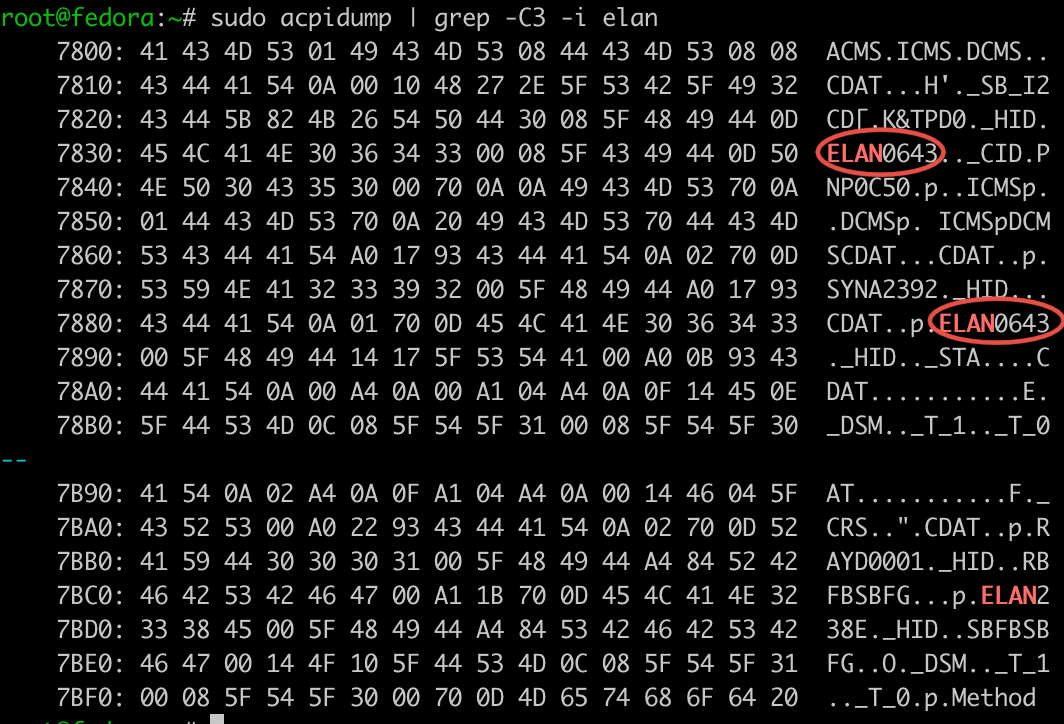 root@fedora:~# sudo acpidump | grep -C3 -i elan
    7800: 41 43 4D 53 01 49 43 4D 53 08 44 43 4D 53 08 08  ACMS.ICMS.DCMS..
    7810: 43 44 41 54 0A 00 10 48 27 2E 5F 53 42 5F 49 32  CDAT...H'._SB_I2
    7820: 43 44 5B 82 4B 26 54 50 44 30 08 5F 48 49 44 0D  CD[.K&TPD0._HID.
    7830: 45 4C 41 4E 30 36 34 33 00 08 5F 43 49 44 0D 50  ELAN0643.._CID.P
    7840: 4E 50 30 43 35 30 00 70 0A 0A 49 43 4D 53 70 0A  NP0C50.p..ICMSp.
    7850: 01 44 43 4D 53 70 0A 20 49 43 4D 53 70 44 43 4D  .DCMSp. ICMSpDCM
    7860: 53 43 44 41 54 A0 17 93 43 44 41 54 0A 02 70 0D  SCDAT...CDAT..p.
    7870: 53 59 4E 41 32 33 39 32 00 5F 48 49 44 A0 17 93  SYNA2392._HID...
    7880: 43 44 41 54 0A 01 70 0D 45 4C 41 4E 30 36 34 33  CDAT..p.ELAN0643
    7890: 00 5F 48 49 44 14 17 5F 53 54 41 00 A0 0B 93 43  ._HID.._STA....C
    78A0: 44 41 54 0A 00 A4 0A 00 A1 04 A4 0A 0F 14 45 0E  DAT...........E.
    78B0: 5F 44 53 4D 0C 08 5F 54 5F 31 00 08 5F 54 5F 30  _DSM.._T_1.._T_0
--
    7B90: 41 54 0A 02 A4 0A 0F A1 04 A4 0A 00 14 46 04 5F  AT...........F._
    7BA0: 43 52 53 00 A0 22 93 43 44 41 54 0A 02 70 0D 52  CRS..".CDAT..p.R
    7BB0: 41 59 44 30 30 30 31 00 5F 48 49 44 A4 84 52 42  AYD0001._HID..RB
    7BC0: 46 42 53 42 46 47 00 A1 1B 70 0D 45 4C 41 4E 32  FBSBFG...p.ELAN2
    7BD0: 33 38 45 00 5F 48 49 44 A4 84 53 42 46 42 53 42  38E._HID..SBFBSB
    7BE0: 46 47 00 14 4F 10 5F 44 53 4D 0C 08 5F 54 5F 31  FG..O._DSM.._T_1
    7BF0: 00 08 5F 54 5F 30 00 70 0D 4D 65 74 68 6F 64 20  .._T_0.p.Method